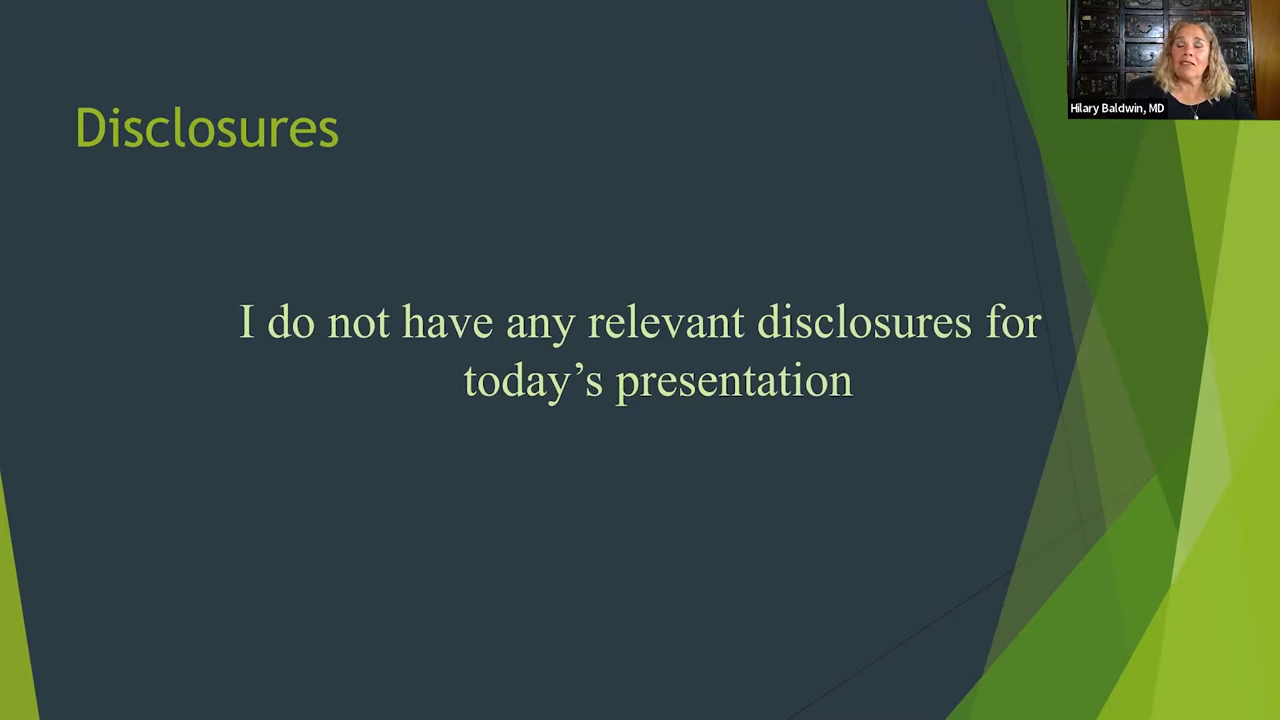 Disclosures
I do not have any relevant disclosures for
today’s presentation
Hilary Baldwin, MD